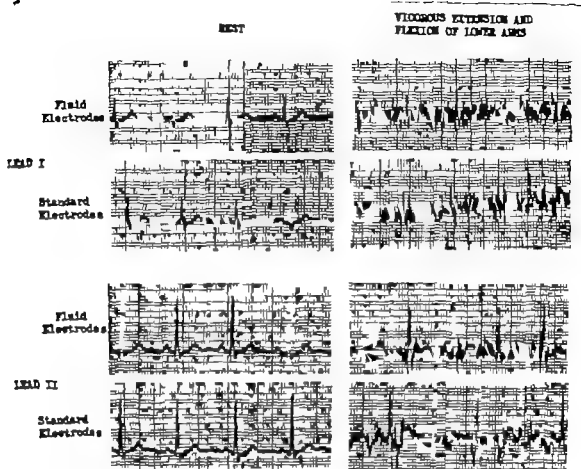 REST
VIGOROUS EXTENSION AND
FLEXION OF LOWER ARMS
Fluid
Electrodes
LEAD I
Standard
Electrodes
Fluid
Electrodes
LEAD II
Standard
Electrodes